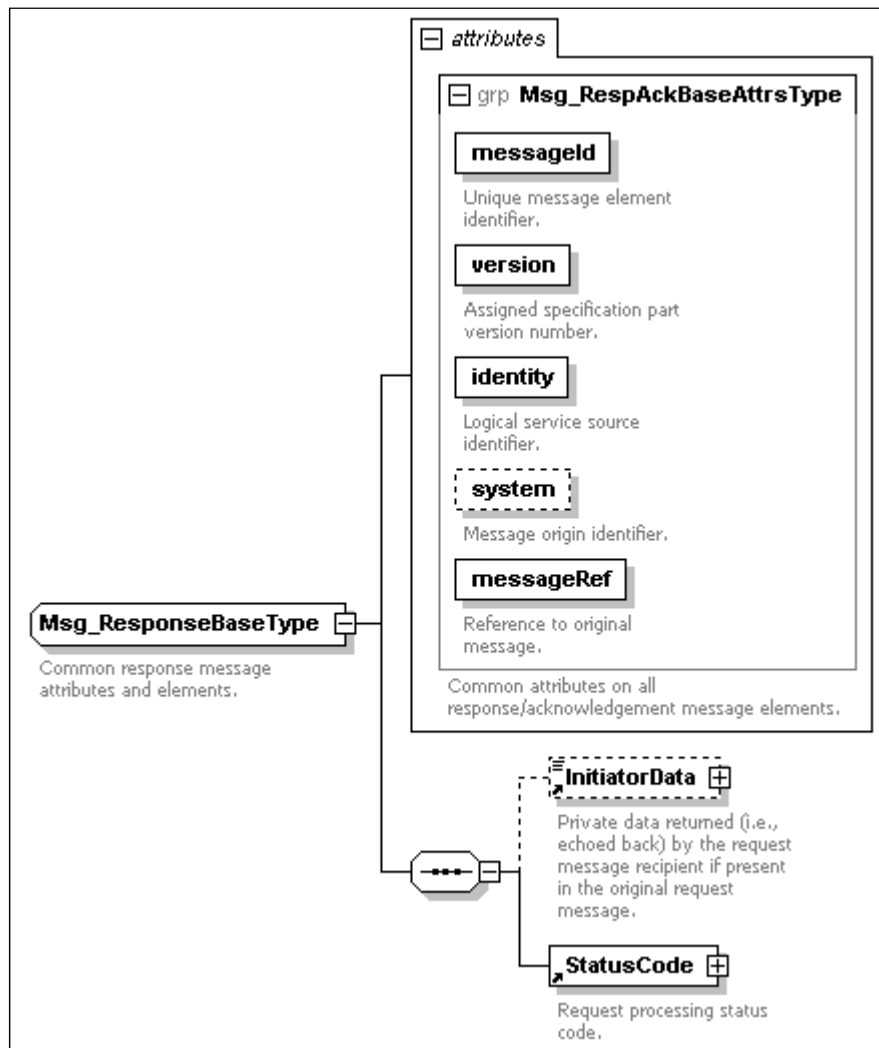 attributes
grp Msg_RespAckBaseAttrsType
messageId
Unique message element
identifier.
version
Assigned specification part
version number.
identity
Logical service source
identifier.
system
Message origin identifier.
messageRef
Reference to original
message.
Common attributes on all
response/acknowledgement message elements.
Msg_ResponseBaseType
Common response message
attributes and elements.
InitiatorData
Private data returned (i.e.,
echoed back) by the request
message recipient if present
in the original request
message.
StatusCode
Request processing status
code.